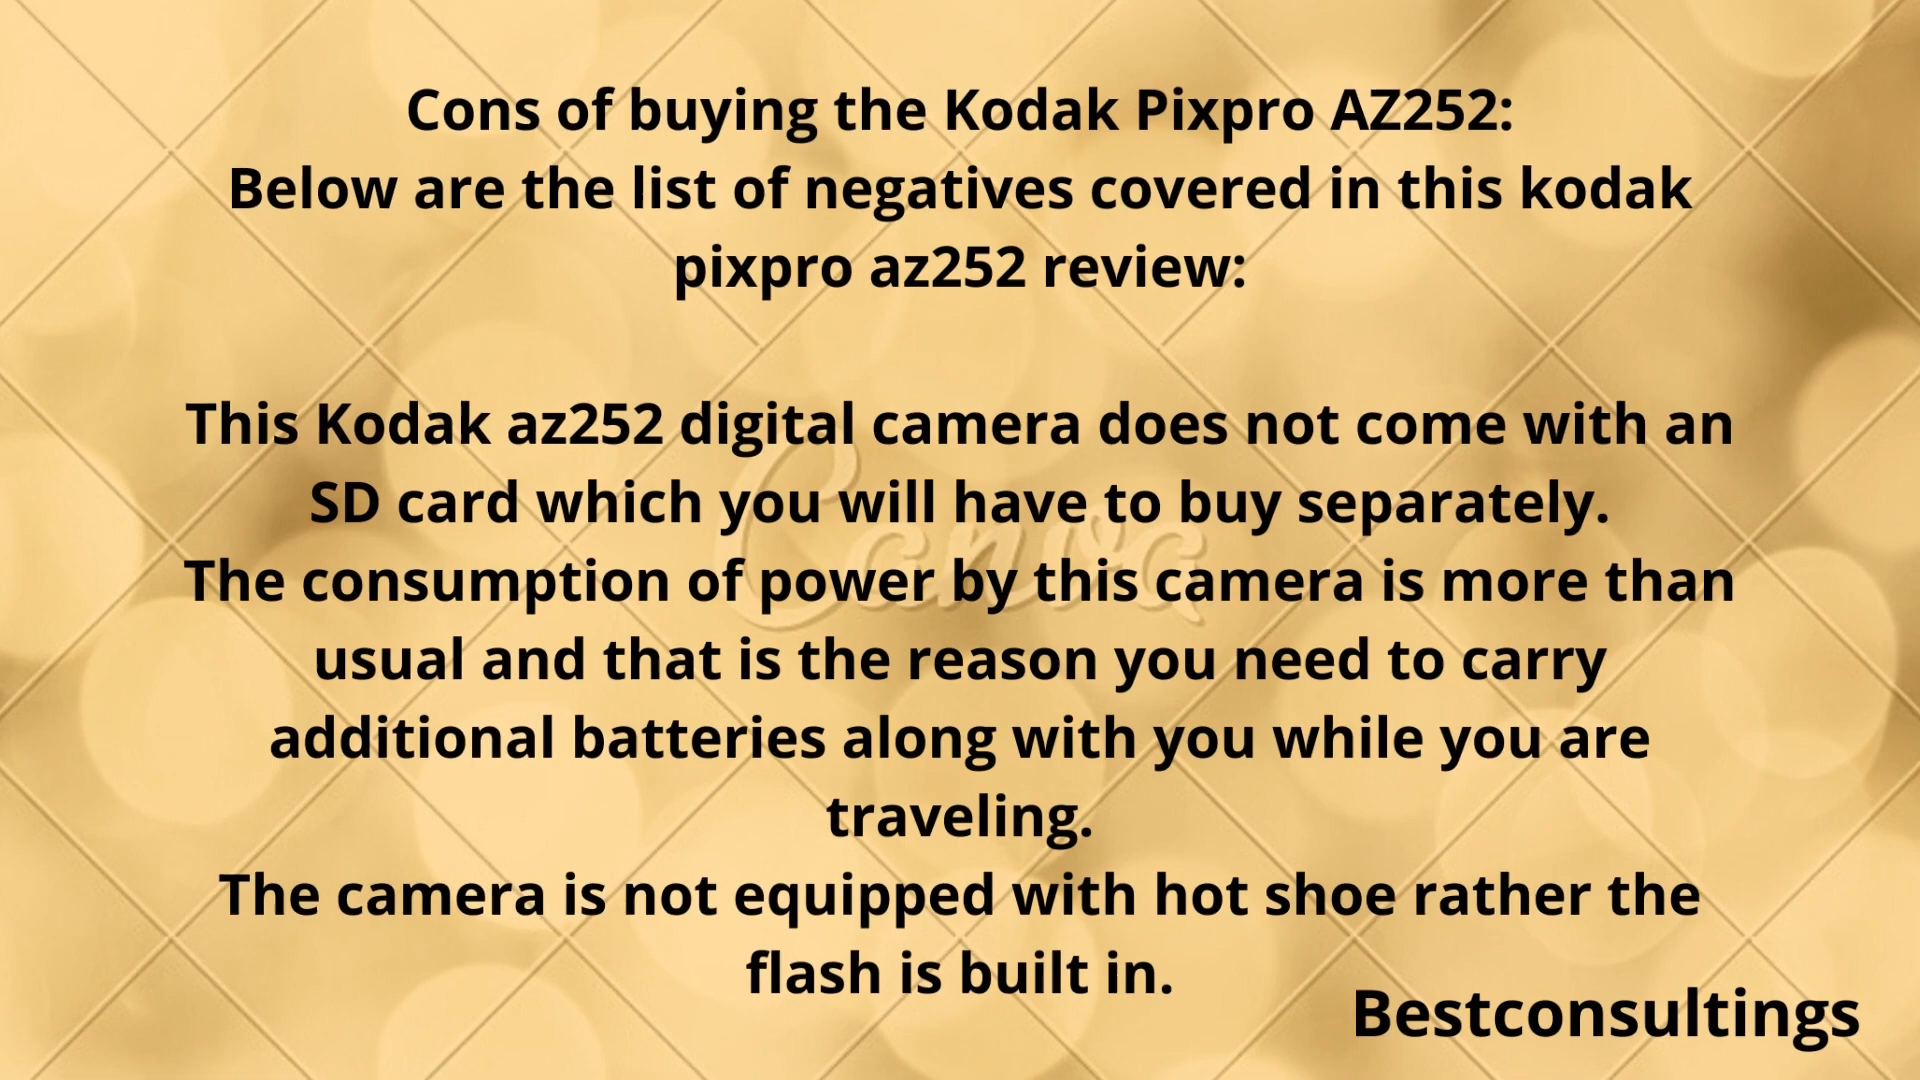 Cons of buying the Kodak Pixpro AZ252:
Below are the list of negatives covered in this kodak
pixpro az252 review:
This Kodak az252 digital camera does not come with an
SD card which you will have to buy separately.
Canva
The consumption of power by this camera is more than
usual and that is the reason you need to carry
additional batteries along with you while you are
traveling.
The camera is not equipped with hot shoe rather the
flash is built in.
Bestconsultings